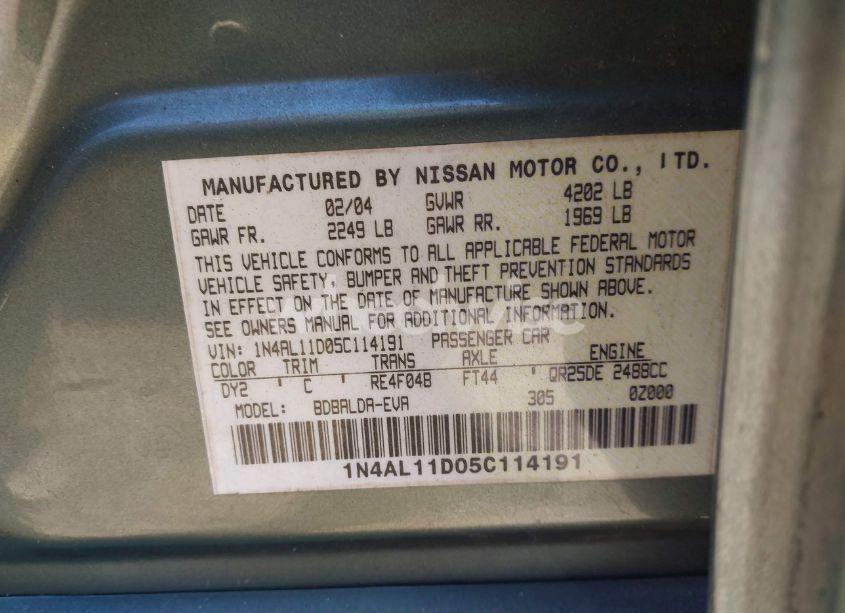 MANUFACTURED BY NISSAN MOTOR CO., LTD.
DATE 02/04 GVWR 4202 LB
GAWR FR. 2249 LB GAWR RR. 1969 LB
THIS VEHICLE CONFORMS TO ALL APPLICABLE FEDERAL MOTOR
VEHICLE SAFETY, BUMPER AND THEFT PREVENTION STANDARDS
IN EFFECT ON THE DATE OF MANUFACTURE SHOWN ABOVE.
SEE OWNERS MANUAL FOR ADDITIONAL INFORMATION.
VIN: 1N4AL11D05C114191 PASSENGER CAR
COLOR TRIM TRANS AXLE ENGINE
DY2 ' C ' RE4F04B FT44 ' QR25DE 2488CC
MODEL: BDBALDA-EVA 305 0Z000
1N4AL11D05C114191